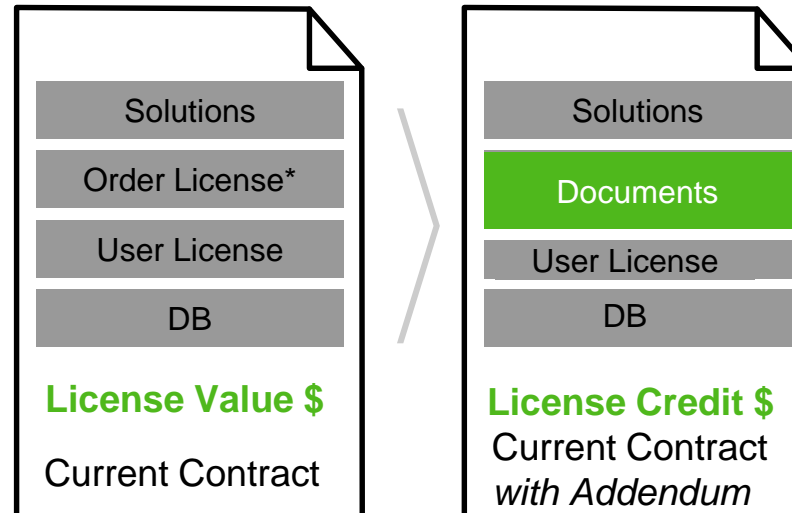 Solutions
Order License*
User License
DB
License Value $
Current Contract
Solutions
Documents
User License
DB
License Credit $
Current Contract
with Addendum